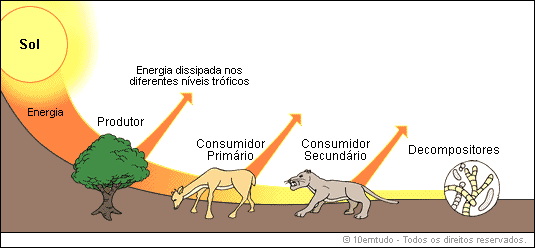 Sol
Energia
Energia dissipada nos
diferentes níveis tróficos
Produtor
Consumidor
Primário
Consumidor
Secundário
Decompositores
© 10emtudo - Todos os direitos reservados.